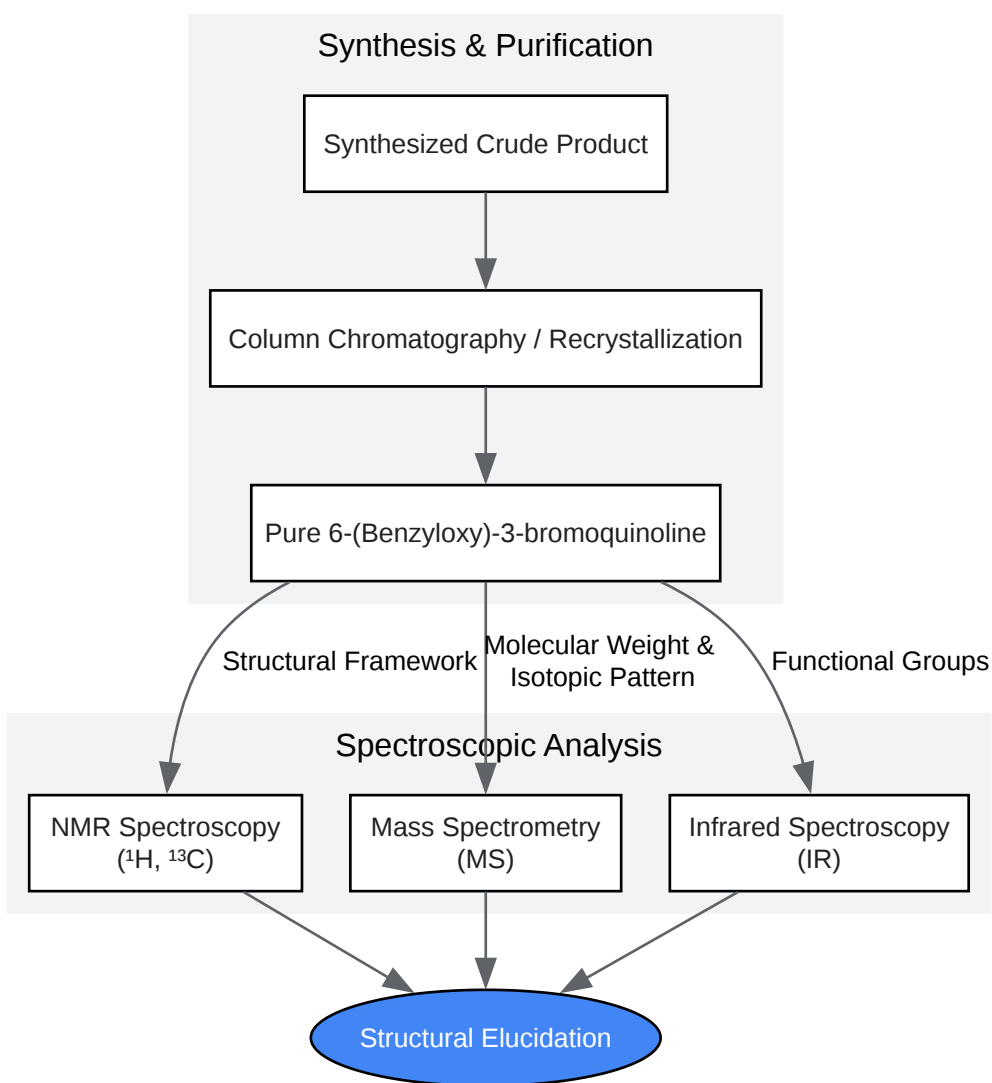 Synthesis & Purification
Synthesized Crude Product
Column Chromatography / Recrystallization
Pure 6-(Benzyloxy)-3-bromoquinoline
Structural Framework
Molecular Weight &
Isotopic Pattern
Functional Groups
Spectroscopic Analysis
NMR Spectroscopy
(¹H, ¹³C)
Mass Spectrometry
(MS)
Infrared Spectroscopy
(IR)
Structural Elucidation